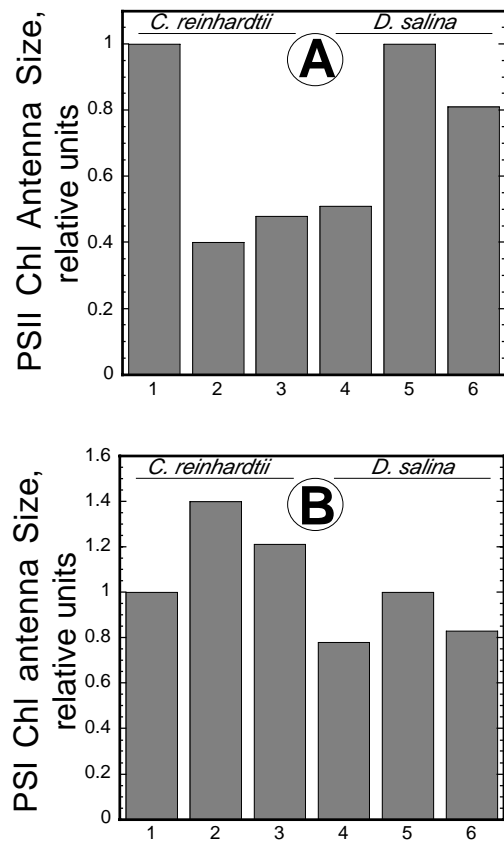 C. reinhardtii
A
D. salina
PSII Chl Antenna Size,
relative units
1
0.8
0.6
0.4
0.2
0
1 2 3 4 5 6
C. reinhardtii
B
D. salina
PSI Chl antenna Size,
relative units
1.6
1.4
1.2
1
0.8
0.6
0.4
0.2
0
1 2 3 4 5 6